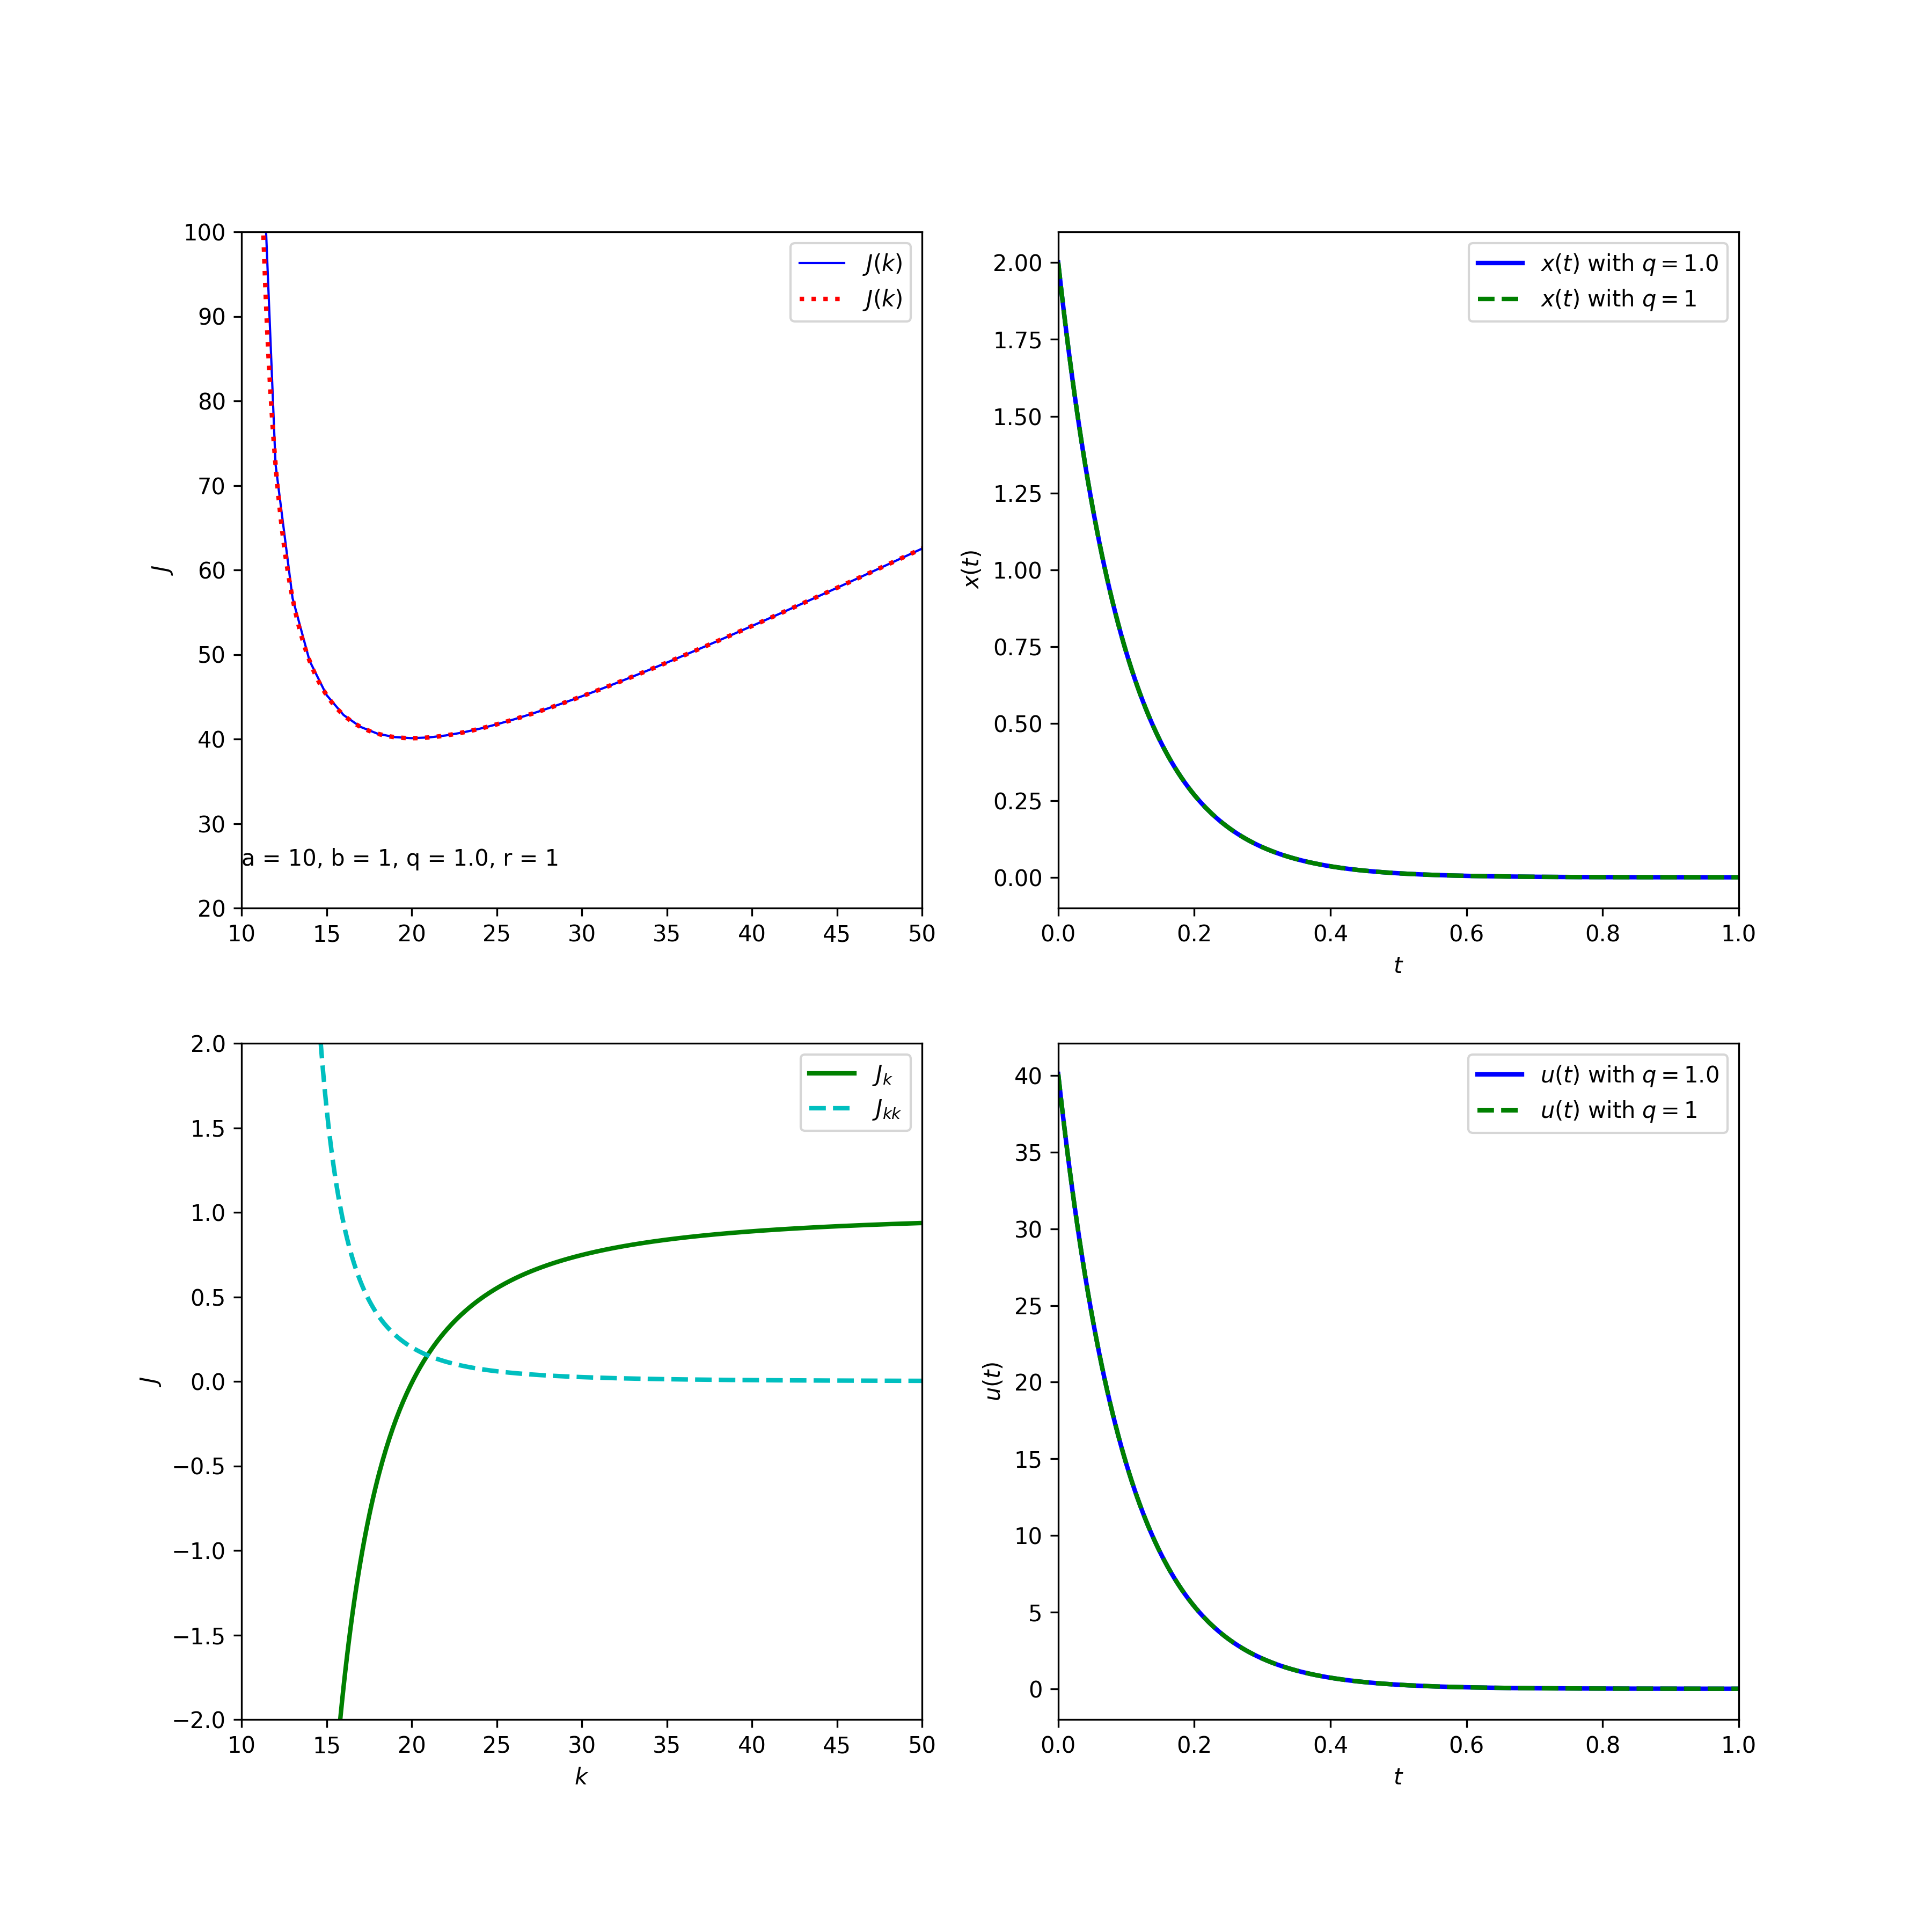 100
90
80
70
60
50
40
30
20
J
J(k)
J(k)
a = 10, b = 1, q = 1.0, r = 1
10 15 20 25 30 35 40 45 50
2.00
1.75
1.50
1.25
1.00
0.75
0.50
0.25
0.00
x(t)
x(t) with q = 1.0
x(t) with q = 1
0.0 0.2 0.4 0.6 0.8 1.0
t
2.0
1.5
1.0
0.5
0.0
−0.5
−1.0
−1.5
−2.0
J
J_k
J_kk
10 15 20 25 30 35 40 45 50
k
40
35
30
25
20
15
10
5
0
u(t)
u(t) with q = 1.0
u(t) with q = 1
0.0 0.2 0.4 0.6 0.8 1.0
t